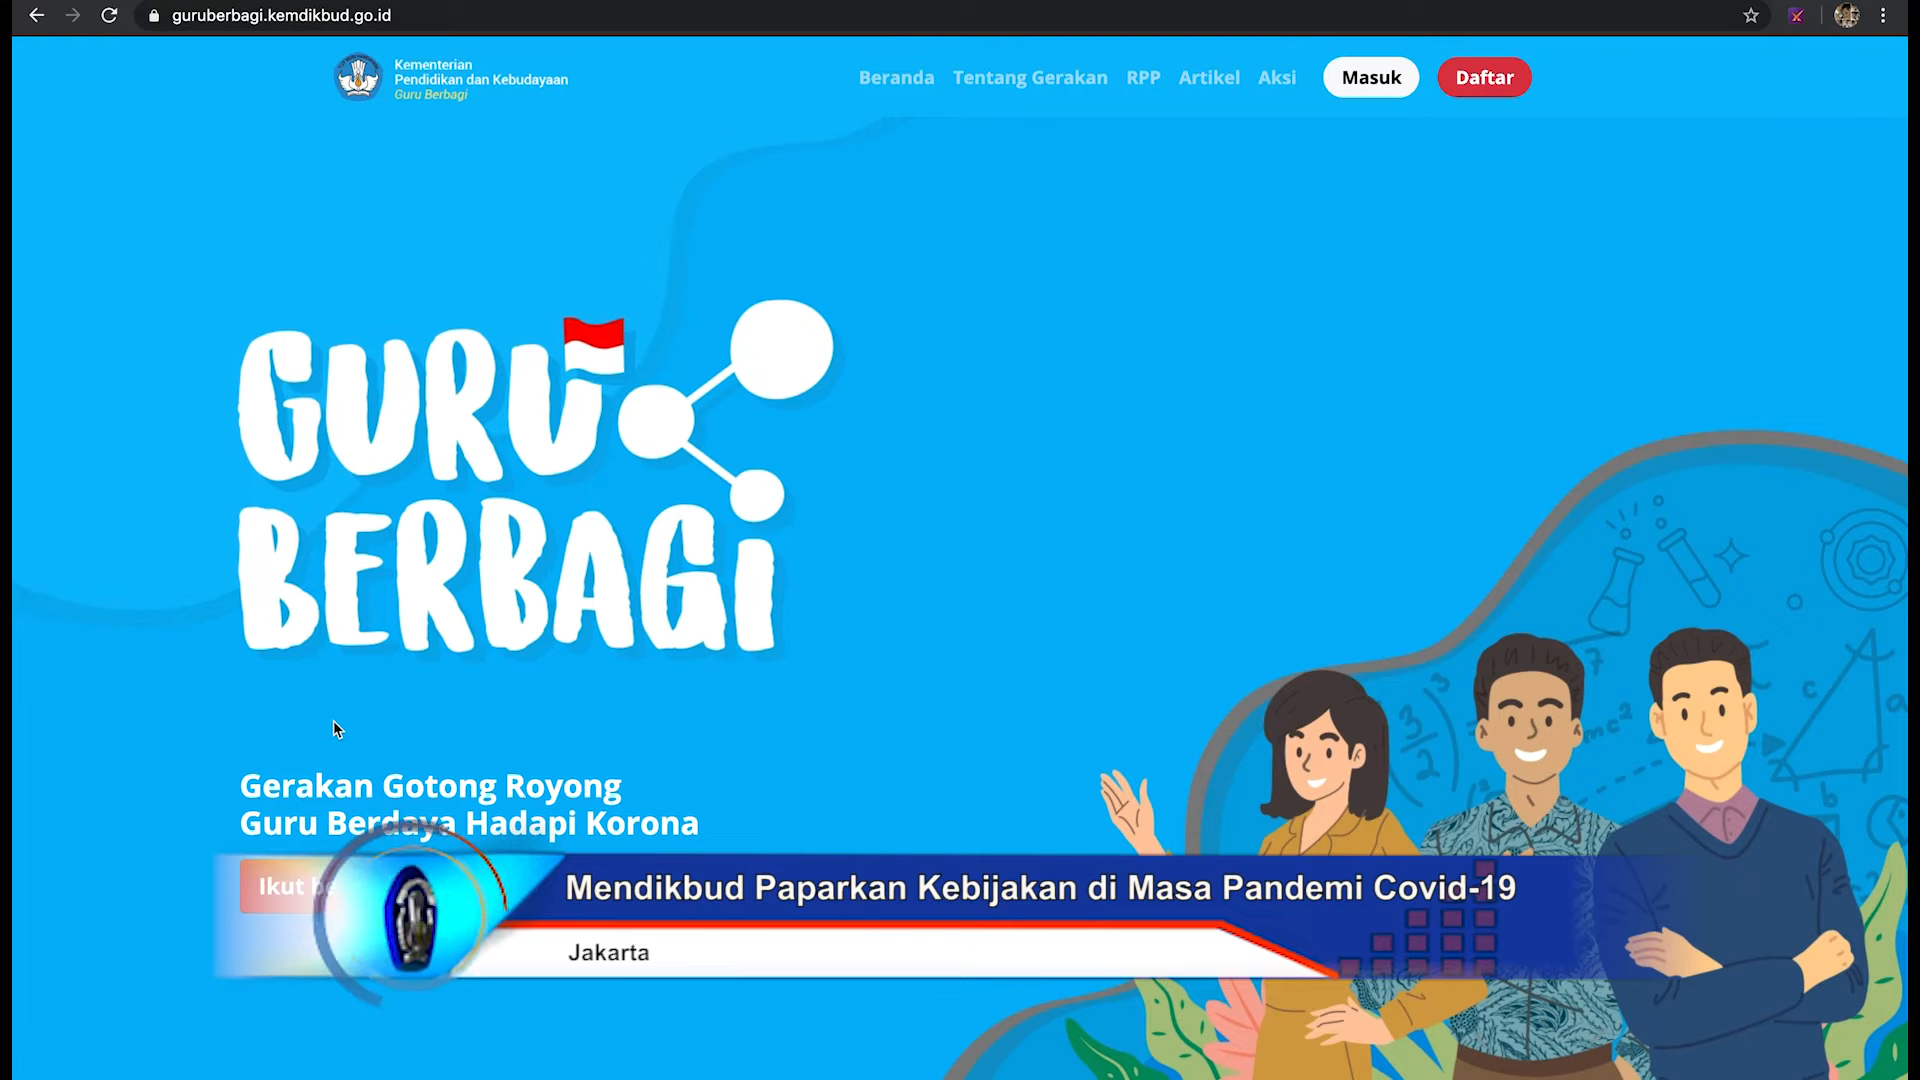 guruberbagi.kemdikbud.go.id
Kementerian
Pendidikan dan Kebudayaan
Guru Berbagi
Beranda Tentang Gerakan RPP Artikel Aksi Masuk Daftar
GURU
BERBAGI
Gerakan Gotong Royong
Guru Berdaya Hadapi Korona
Ikut
Mendikbud Paparkan Kebijakan di Masa Pandemi Covid-19
Jakarta